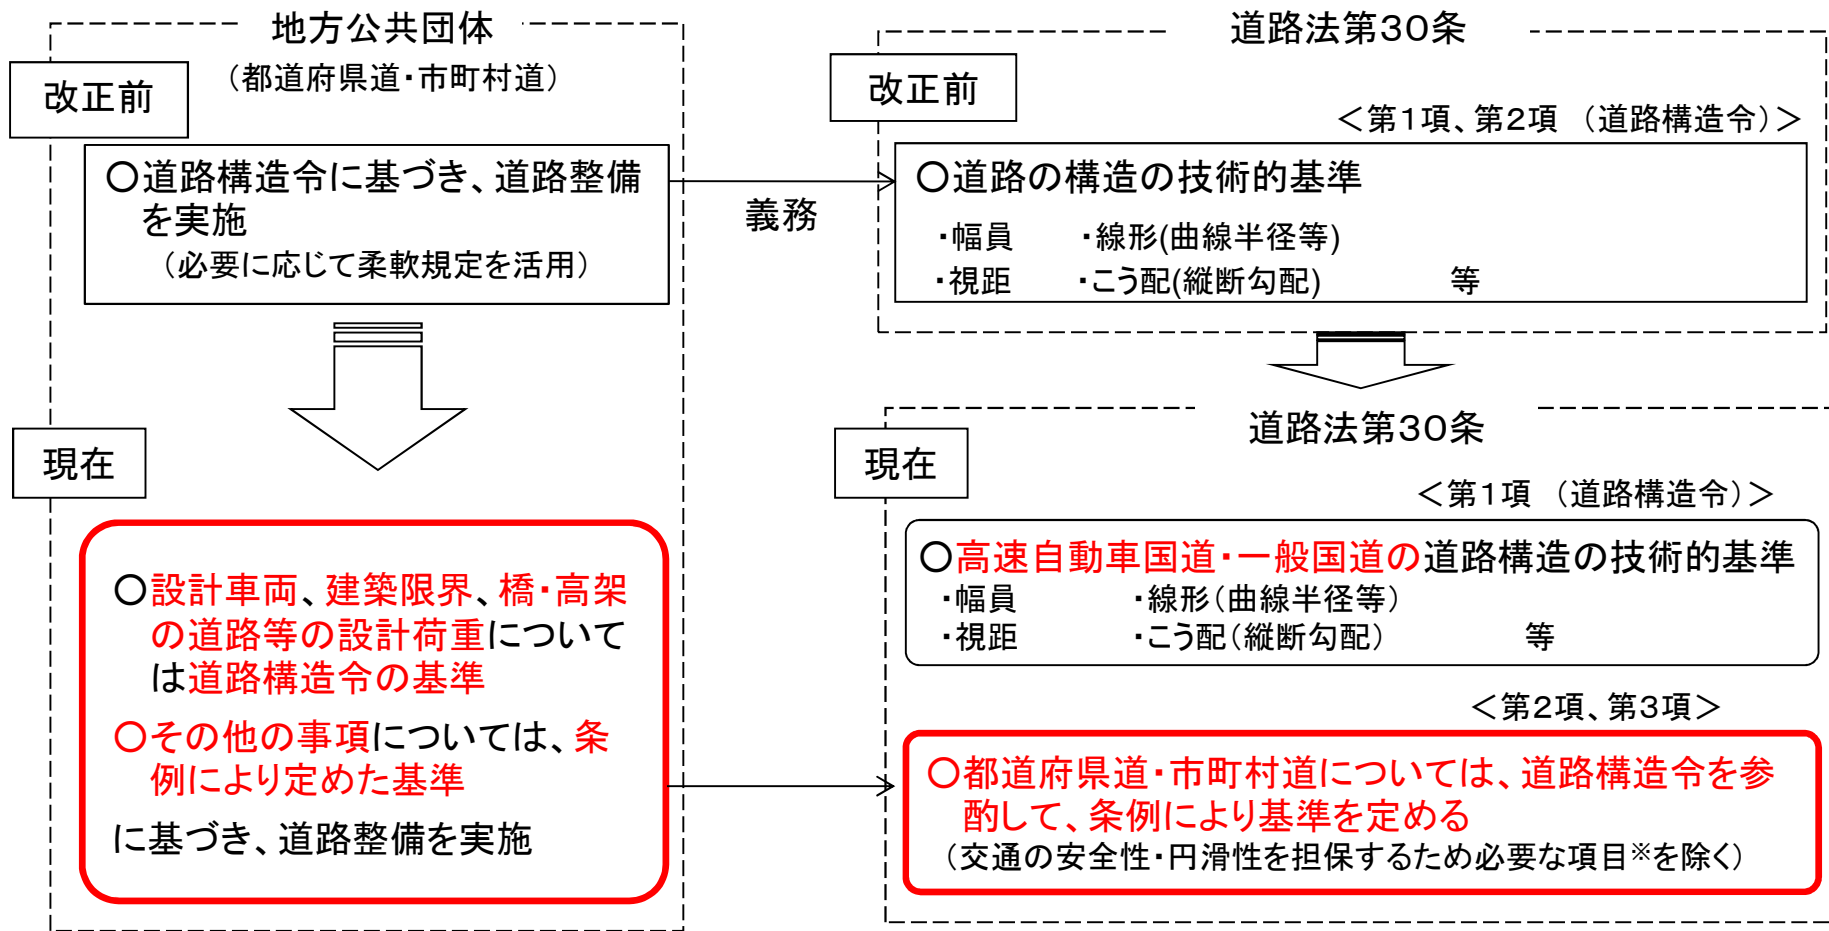 地方公共団体
（都道府県道・市町村道）
改正前
○道路構造令に基づき、道路整備
を実施
（必要に応じて柔軟規定を活用）
義務
道路法第30条
改正前
＜第1項、第2項 （道路構造令）＞
○道路の構造の技術的基準
・幅員 ・線形(曲線半径等)
・視距 ・こう配(縦断勾配) 等
現在
○設計車両、建築限界、橋・高架
の道路等の設計荷重について
は道路構造令の基準
○その他の事項については、条
例により定めた基準
に基づき、道路整備を実施
道路法第30条
現在
＜第1項 （道路構造令）＞
○高速自動車国道・一般国道の道路構造の技術的基準
・幅員 ・線形（曲線半径等）
・視距 ・こう配（縦断勾配） 等
＜第2項、第3項＞
○都道府県道・市町村道については、道路構造令を参
酌して、条例により基準を定める
（交通の安全性・円滑性を担保するため必要な項目※を除く）